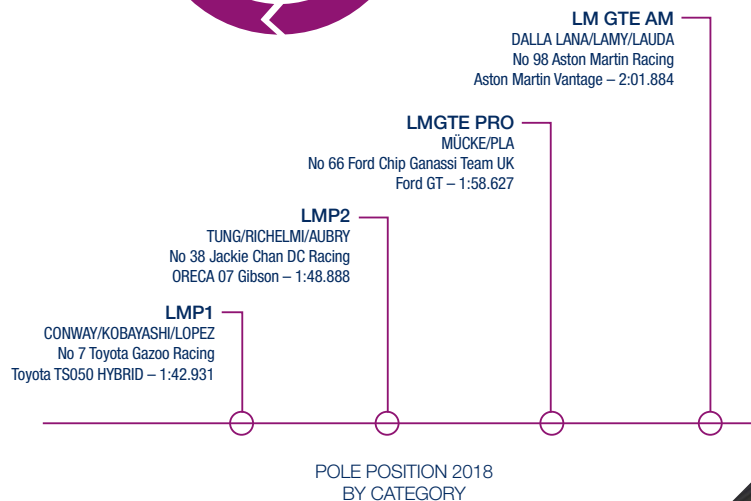 LM GTE AM
DALLA LANA/LAMY/LAUDA
No 98 Aston Martin Racing
Aston Martin Vantage – 2:01.884
LMGTE PRO
MÜCKE/PLA
No 66 Ford Chip Ganassi Team UK
Ford GT – 1:58.627
LMP2
TUNG/RICHELMI/AUBRY
No 38 Jackie Chan DC Racing
ORECA 07 Gibson – 1:48.888
LMP1
CONWAY/KOBAYASHI/LOPEZ
No 7 Toyota Gazoo Racing
Toyota TS050 HYBRID – 1:42.931
POLE POSITION 2018
BY CATEGORY